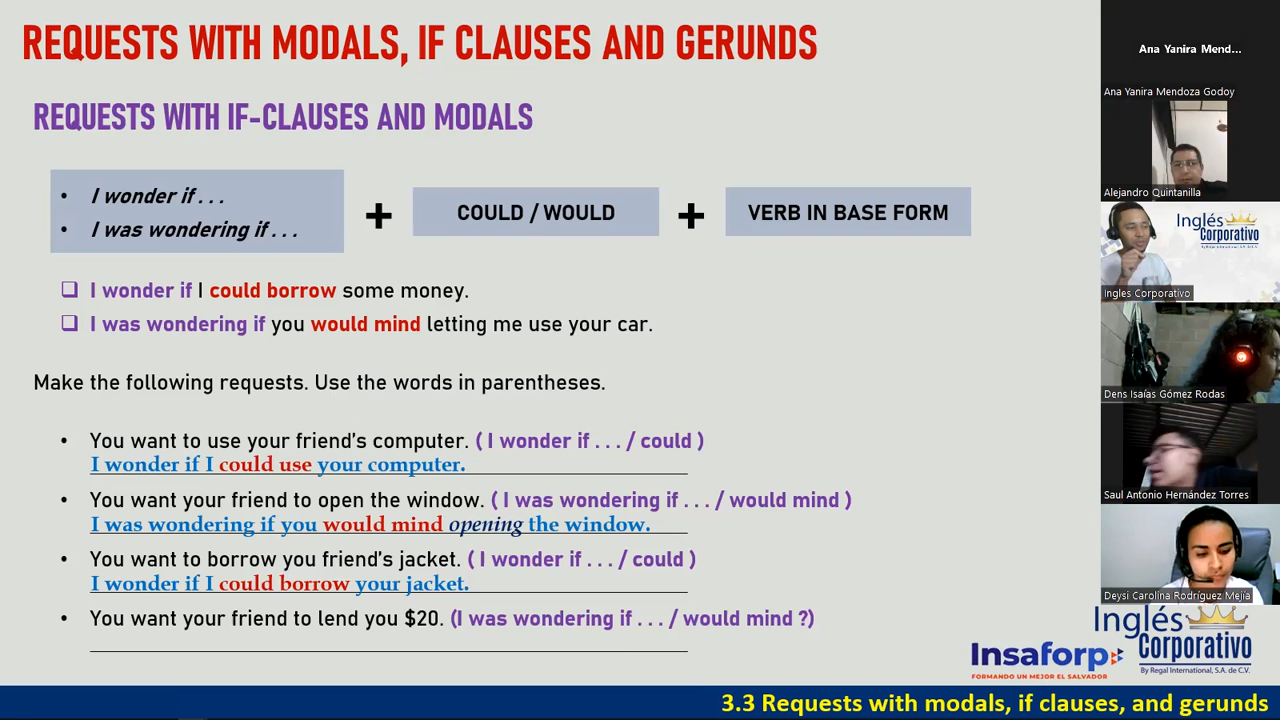 REQUESTS WITH MODALS, IF CLAUSES AND GERUNDS
REQUESTS WITH IF-CLAUSES AND MODALS
• I wonder if . . .
• I was wondering if . . .
+
COULD / WOULD
+
VERB IN BASE FORM
❑ I wonder if I could borrow some money.
❑ I was wondering if you would mind letting me use your car.
Make the following requests. Use the words in parentheses.
• You want to use your friend's computer. ( I wonder if . . . / could )
I wonder if I could use your computer.
• You want your friend to open the window. ( I was wondering if . . . / would mind )
I was wondering if you would mind opening the window.
• You want to borrow you friend's jacket. ( I wonder if . . . / could )
I wonder if I could borrow your jacket.
• You want your friend to lend you $20. (I was wondering if . . . / would mind ?)
Ana Yanira Mend...
Ana Yanira Mendoza Godoy
Alejandro Quintanilla
Inglés
Corporativo
By Regal International, S.A. de C.V.
Ingles Corporativo
Dens Isaías Gómez Rodas
Saul Antonio Hernández Torres
Deysi Carolina Rodríguez Mejía
Insaforp
FORMANDO UN MEJOR EL SALVADOR
Inglés
Corporativo
By Regal International, S.A. de C.V.
3.3 Requests with modals, if clauses, and gerunds